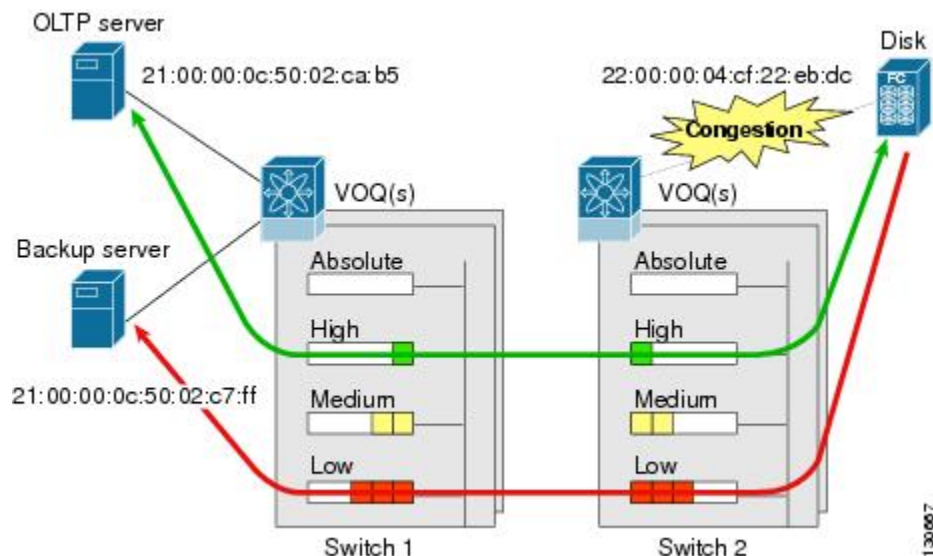 OLTP server
21:00:00:0c:50:02:ca:b5
22:00:00:04:cf:22:eb:dc
Disk
FC
Congestion
VOQ(s)
VOQ(s)
Backup server
21:00:00:0c:50:02:c7:ff
Absolute
High
Medium
Low
Switch 1
Absolute
High
Medium
Low
Switch 2
130667